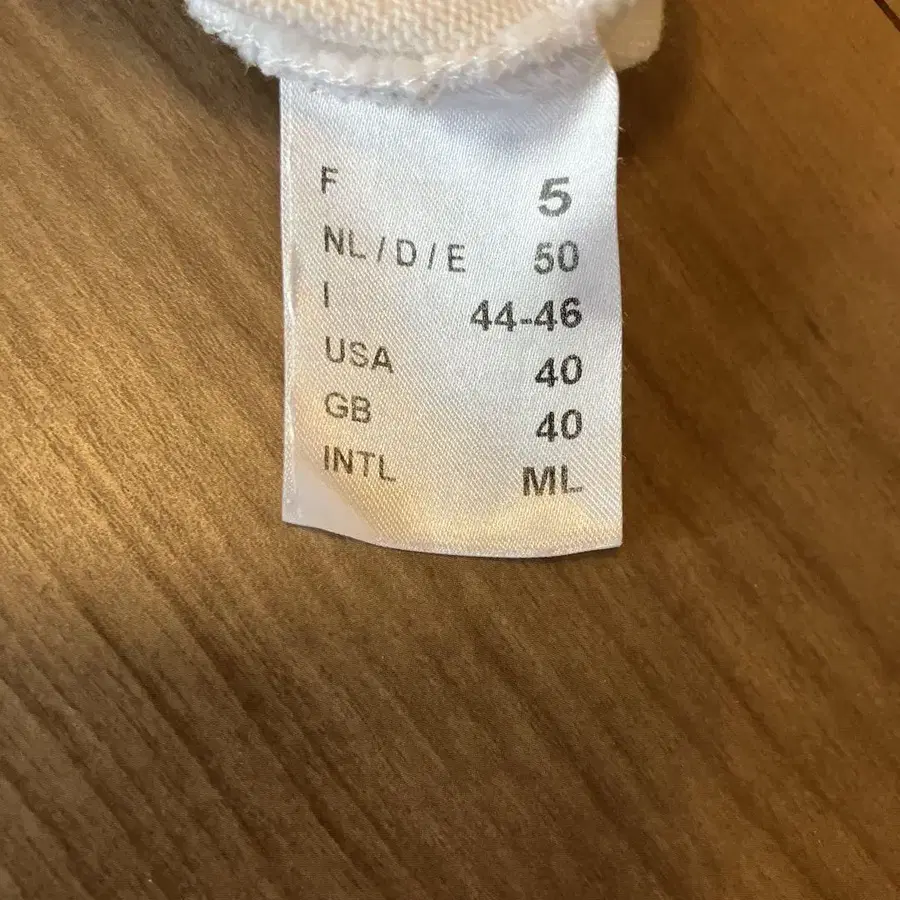 F 5
NL / D / E 50
I 44-46
USA 40
GB 40
INTL ML